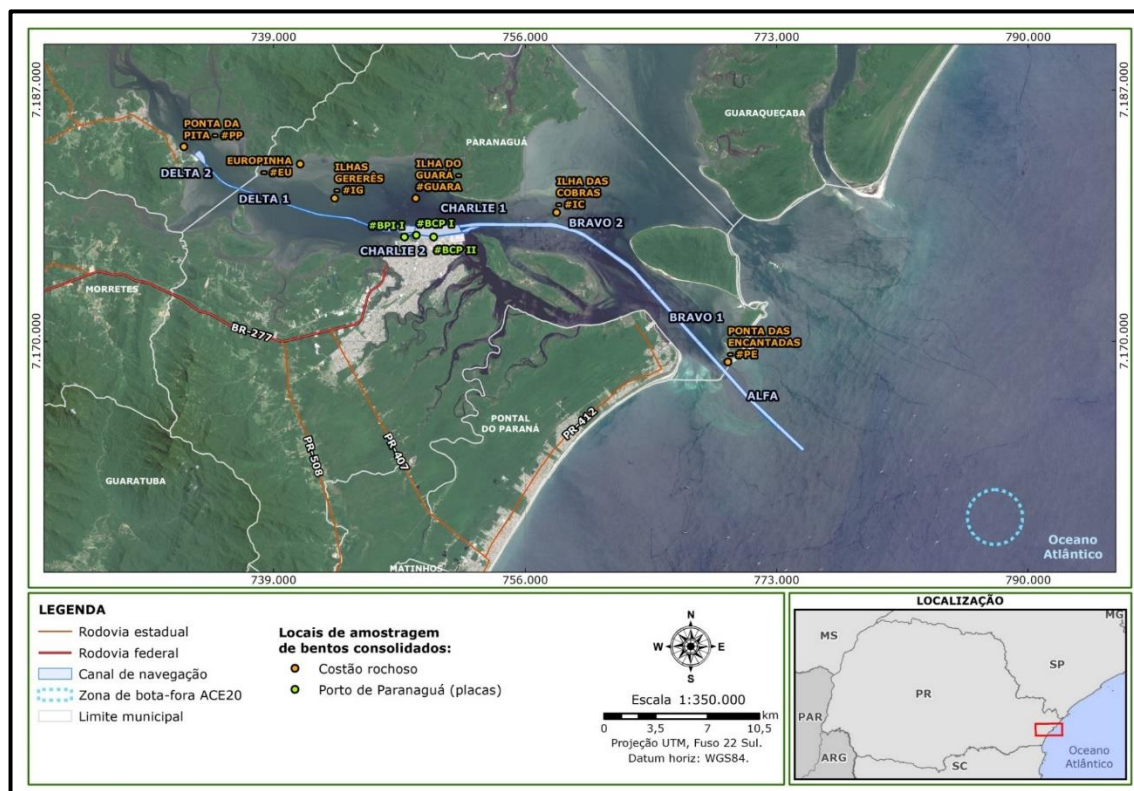 739.000
756.000
773.000
790.000
7.187.000
7.187.000
GUARAQUEÇABA
PONTA DA
PITA - #PP
PARANAGUÁ
EUROPINHA -
#EU
ILHAS
GERERÊS
- #IG
ILHA DO
GUARÁ -
#GUARA
ILHA DAS
COBRAS -
#IC
DELTA 2
DELTA 1
CHARLIE 1
BRAVO 2
#BPI I
#BCP I
#BCP II
CHARLIE 2
MORRETES
BR-277
BRAVO 1
PONTA DAS
ENCANTADAS
- #PE
7.170.000
7.170.000
ALFA
PONTAL
DO PARANÁ
PR-412
PR-508
PR-407
GUARATUBA
Oceano
Atlântico
MATINHOS
739.000
756.000
773.000
790.000
LEGENDA
Rodovia estadual
Rodovia federal
Canal de navegação
Zona de bota-fora ACE20
Limite municipal
Locais de amostragem
de bentos consolidados:
Costão rochoso
Porto de Paranaguá (placas)
N
W
E
S
Escala 1:350.000
km
0 3,5 7 10,5
Projeção UTM, Fuso 22 Sul.
Datum horiz: WGS84.
LOCALIZAÇÃO
MG
MS
SP
PR
PAR
ARG
SC
Oceano
Atlântico